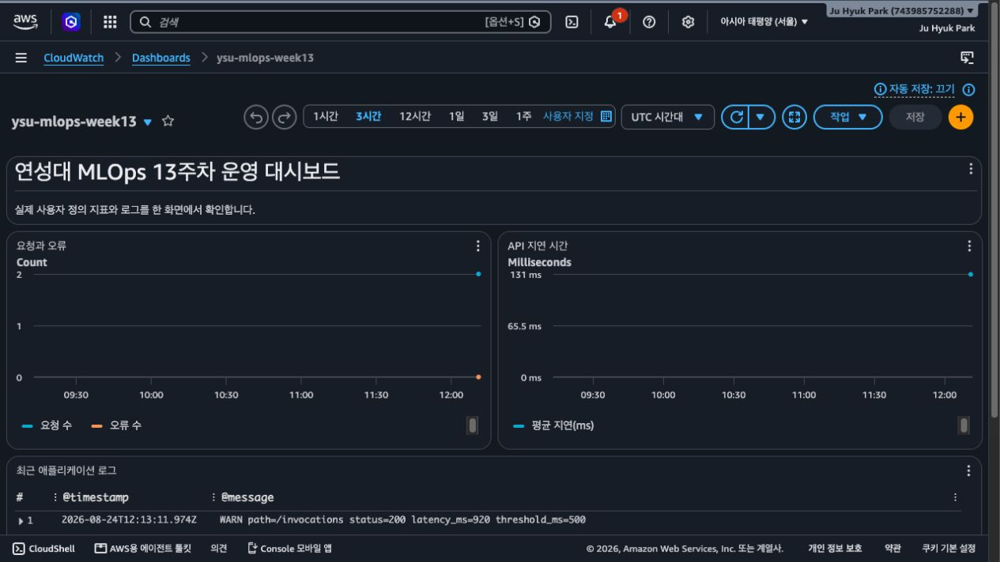 aws 검색 [옵션+S] 1 아시아 태평양 (서울) Ju Hyuk Park (743985752288)
Ju Hyuk Park
CloudWatch Dashboards ysu-mlops-week13
자동 저장: 끄기
ysu-mlops-week13 1시간 3시간 12시간 1일 3일 1주 사용자 지정 UTC 시간대 작업 저장
연성대 MLOps 13주차 운영 대시보드
실제 사용자 정의 지표와 로그를 한 화면에서 확인합니다.
요청과 오류
Count
2
1
0
09:30 10:00 10:30 11:00 11:30 12:00
요청 수 오류 수
API 지연 시간
Milliseconds
131 ms
65.5 ms
0 ms
09:30 10:00 10:30 11:00 11:30 12:00
평균 지연(ms)
최근 애플리케이션 로그
# @timestamp @message
1 2026-08-24T12:13:11.974Z WARN path=/invocations status=200 latency_ms=920 threshold_ms=500
CloudShell AWS용 에이전트 툴킷 의견 Console 모바일 앱 © 2026, Amazon Web Services, Inc. 또는 계열사. 개인 정보 보호 약관 쿠키 기본 설정